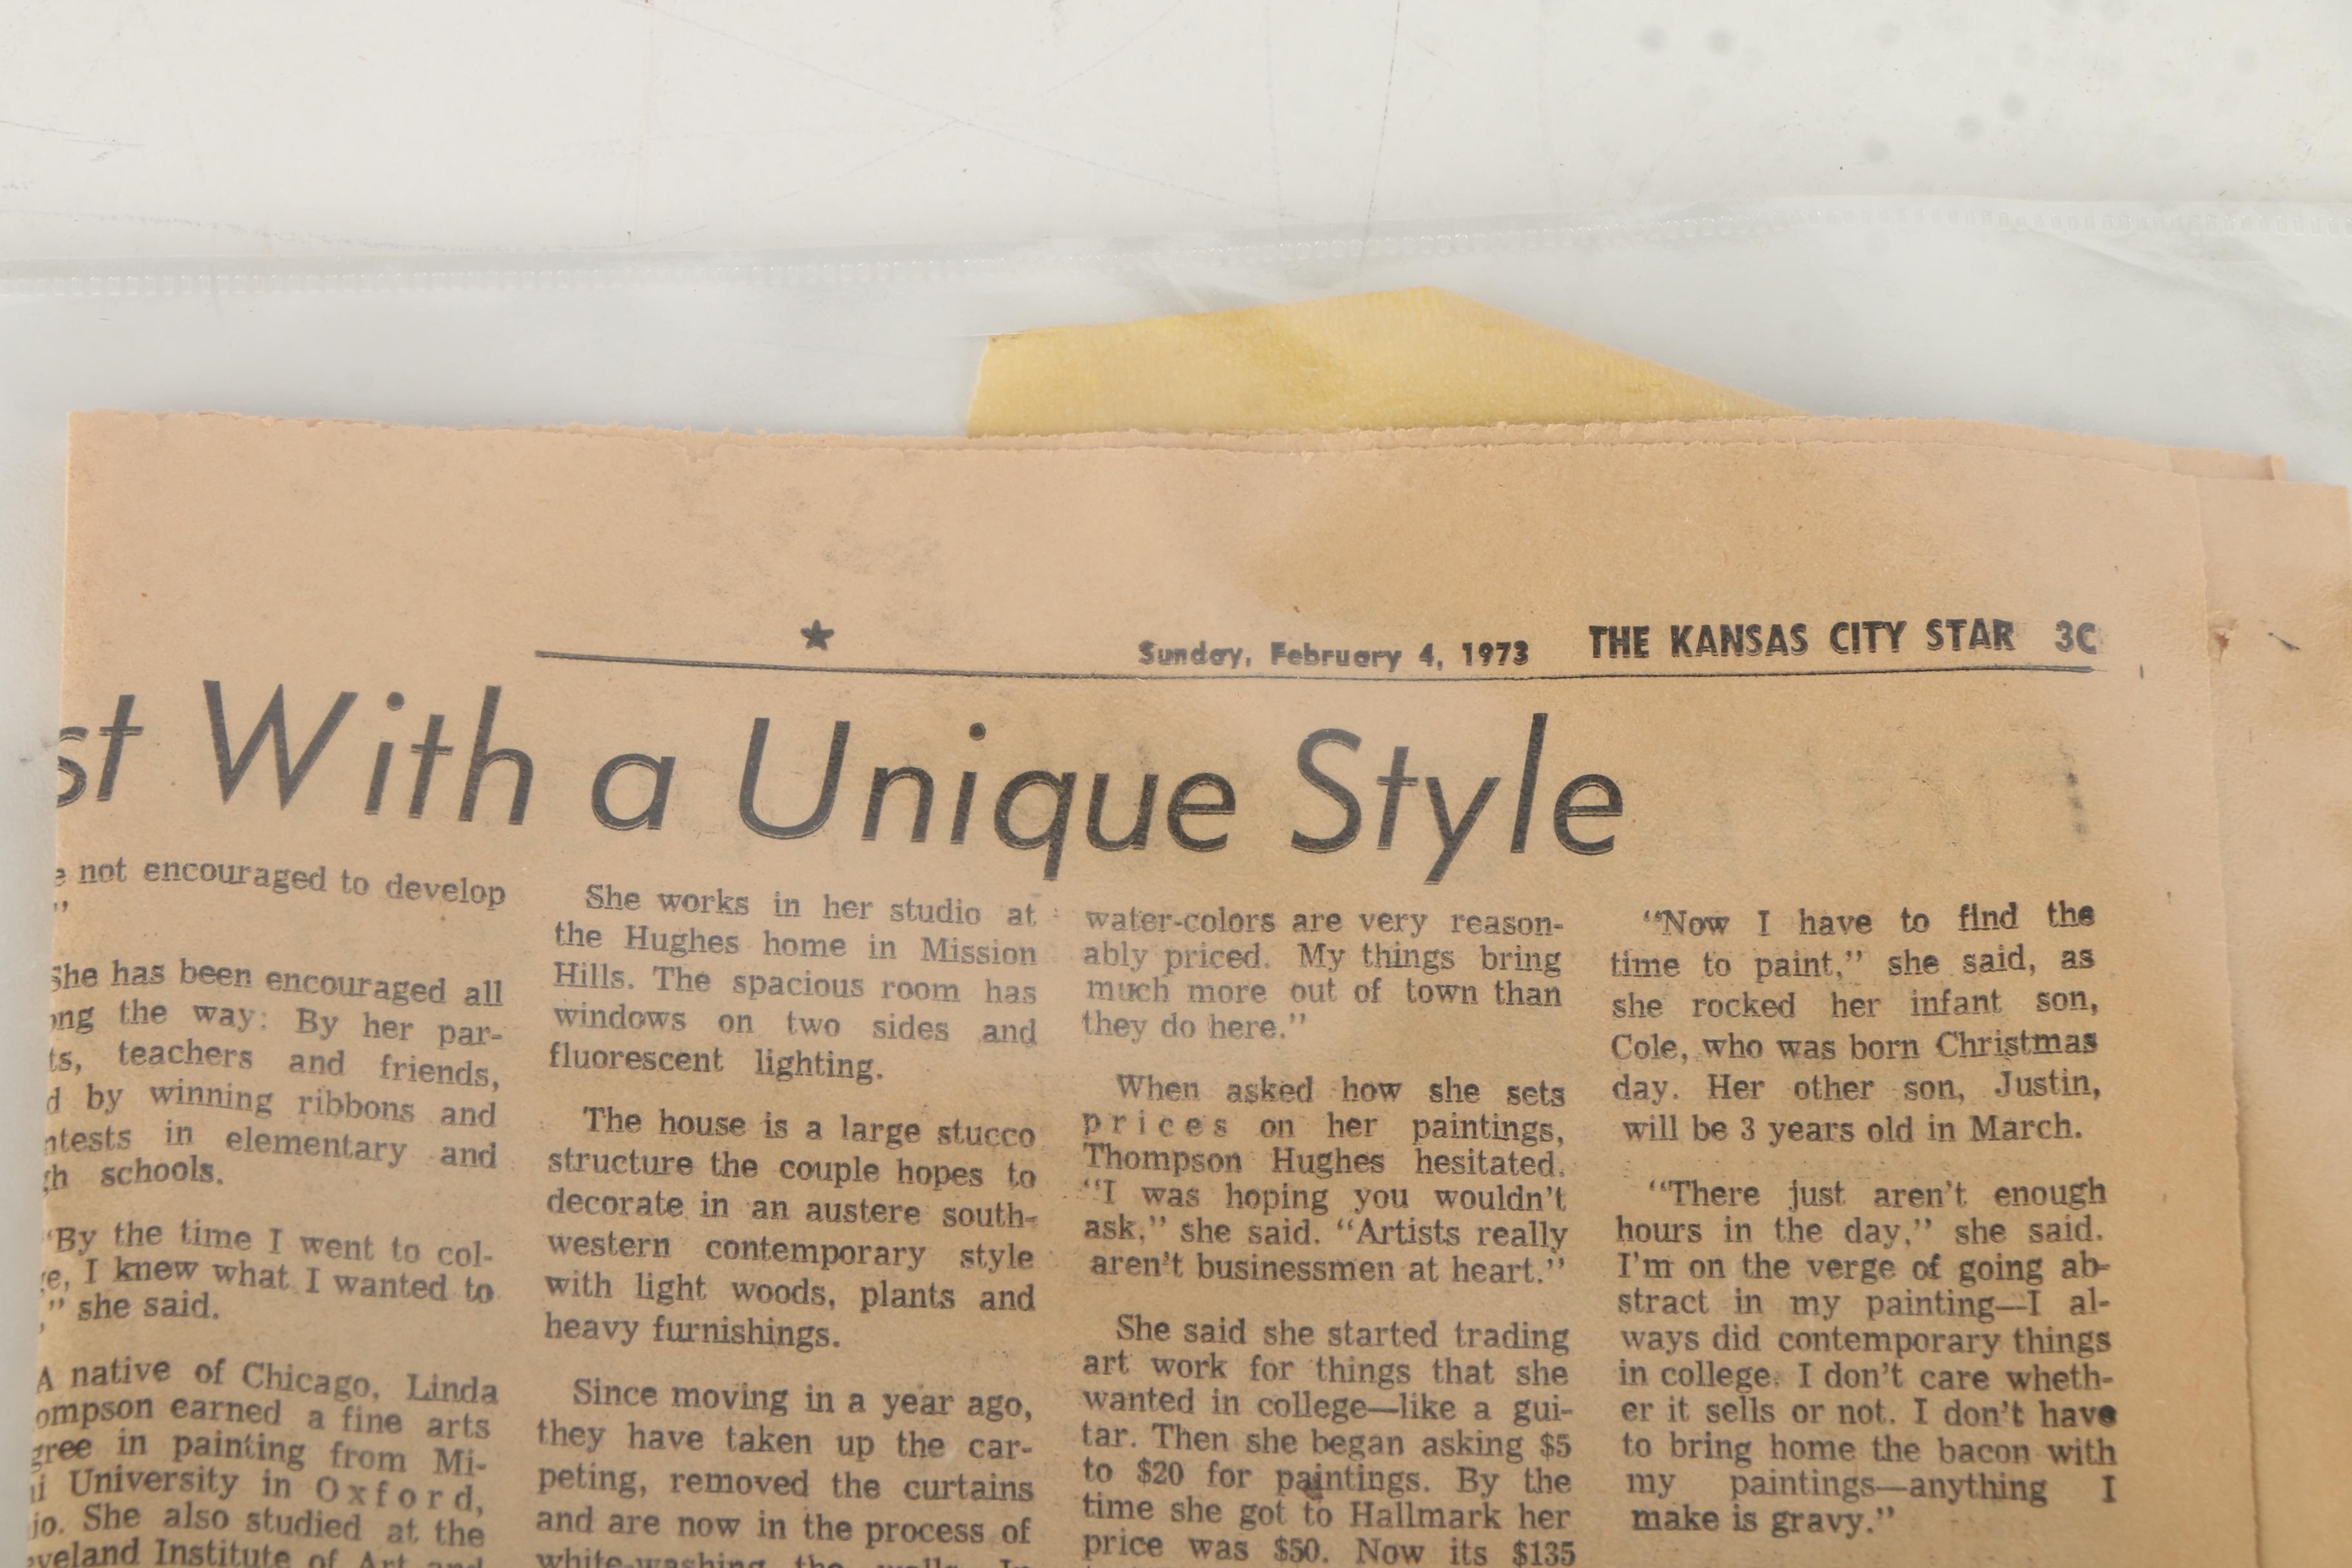 ★
Sunday, February 4, 1973 THE KANSAS CITY STAR 3C
st With a Unique Style
e not encouraged to develop
”
She has been encouraged all
ong the way: By her par-
ts, teachers and friends,
d by winning ribbons and
ntests in elementary and
gh schools.
“By the time I went to col-
ge, I knew what I wanted to
,” she said.
A native of Chicago, Linda
ompson earned a fine arts
gree in painting from Mi-
i University in Oxford,
io. She also studied at the
eveland Institute of Art and
She works in her studio at
the Hughes home in Mission
Hills. The spacious room has
windows on two sides and
fluorescent lighting.
The house is a large stucco
structure the couple hopes to
decorate in an austere south-
western contemporary style
with light woods, plants and
heavy furnishings.
Since moving in a year ago,
they have taken up the car-
peting, removed the curtains
and are now in the process of
white-washing the walls. In
water-colors are very reason-
ably priced. My things bring
much more out of town than
they do here.”
When asked how she sets
prices on her paintings,
Thompson Hughes hesitated.
“I was hoping you wouldn’t
ask,” she said. “Artists really
aren’t businessmen at heart.”
She said she started trading
art work for things that she
wanted in college—like a gui-
tar. Then she began asking $5
to $20 for paintings. By the
time she got to Hallmark her
price was $50. Now its $135
“Now I have to find the
time to paint,” she said, as
she rocked her infant son,
Cole, who was born Christmas
day. Her other son, Justin,
will be 3 years old in March.
“There just aren’t enough
hours in the day,” she said.
I’m on the verge of going ab-
stract in my painting—I al-
ways did contemporary things
in college. I don’t care wheth-
er it sells or not. I don’t have
to bring home the bacon with
my paintings—anything I
make is gravy.”